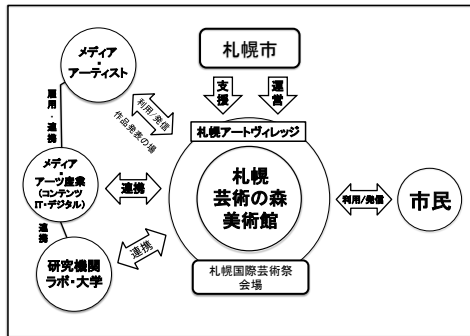 札幌市
支援
運営
メディア
・
アーティスト
利用/発信
作品発表の場
雇用・連携
札幌アートヴィレッジ
札幌
芸術の森
美術館
メディア
・
アーツ産業
(コンテンツ
IT・デジタル)
連携
利用/発信
市民
連携
研究機関
ラボ・大学
連携
札幌国際芸術祭
会場